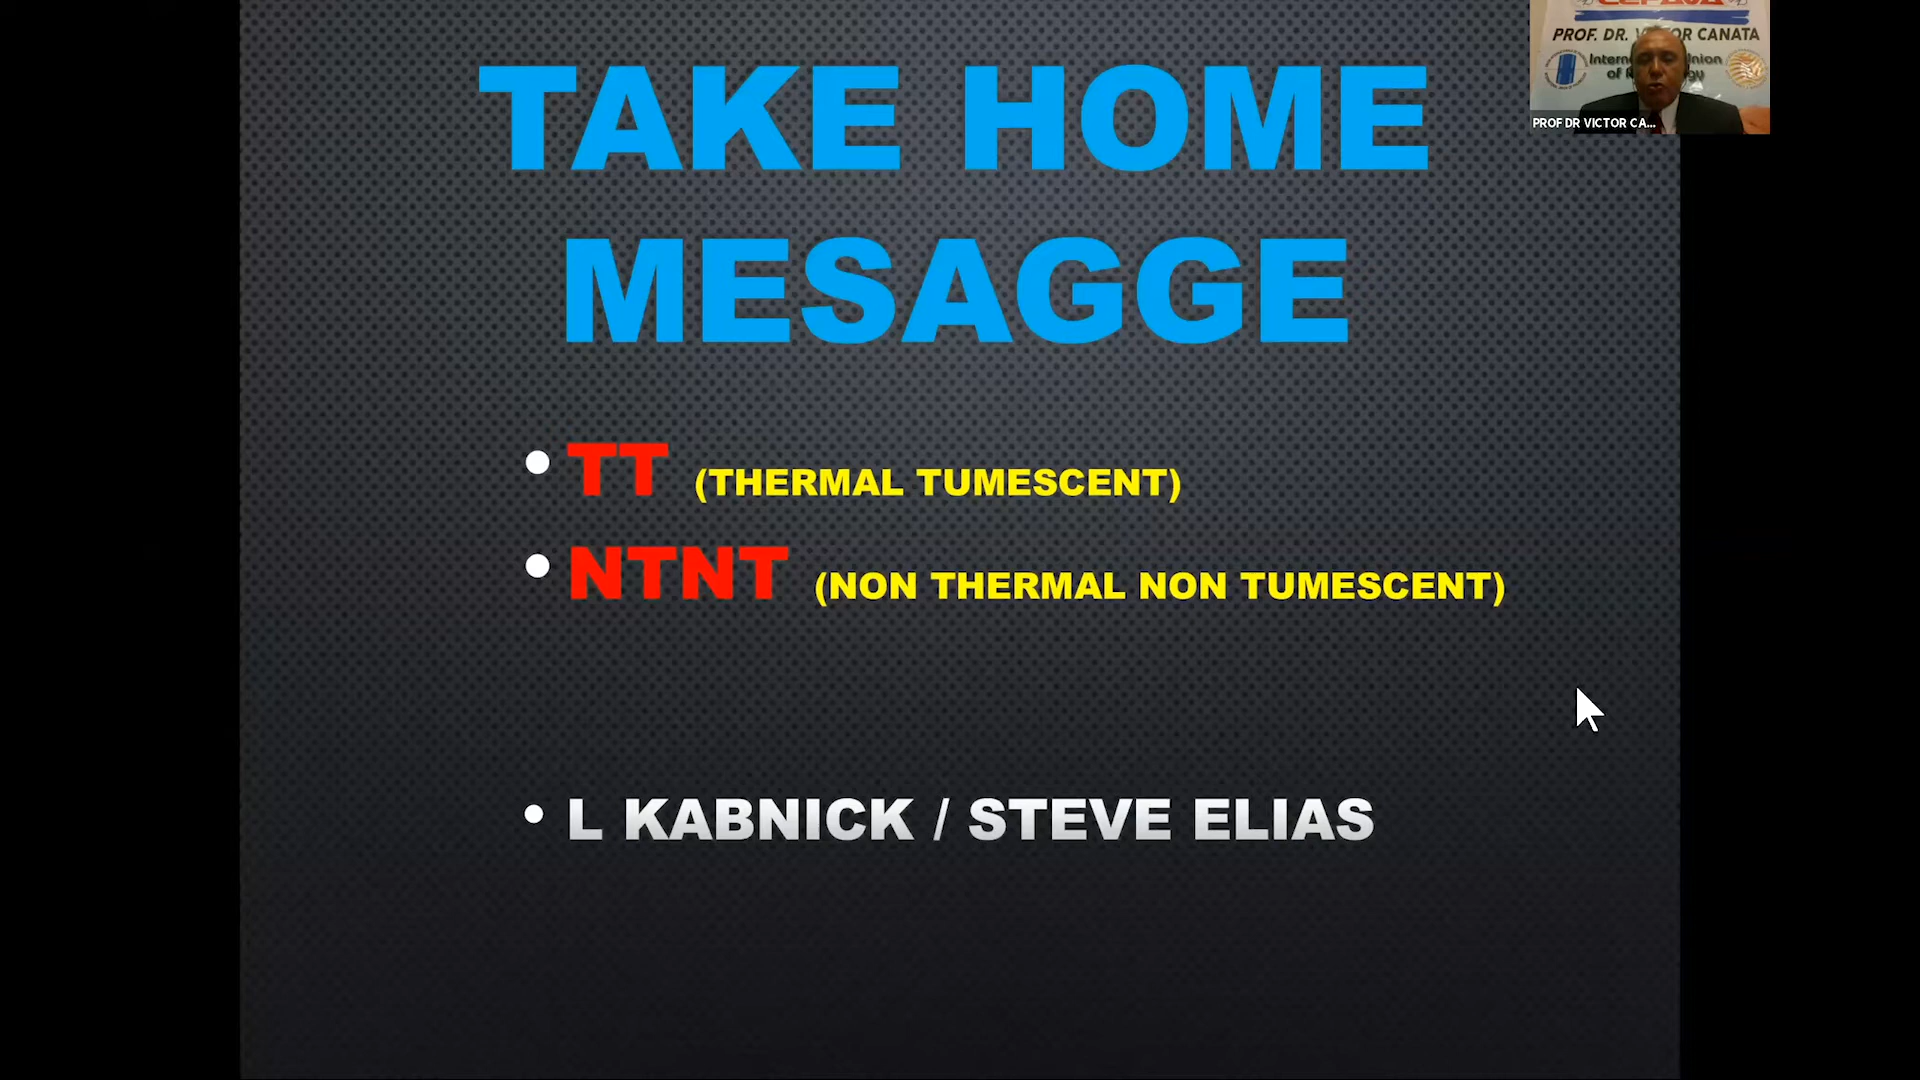 TAKE HOME
MESAGGE
• TT (THERMAL TUMESCENT)
• NTNT (NON THERMAL NON TUMESCENT)
• L KABNICK / STEVE ELIAS
PROF. DR. CANATA
PROF DR VICTOR CA...